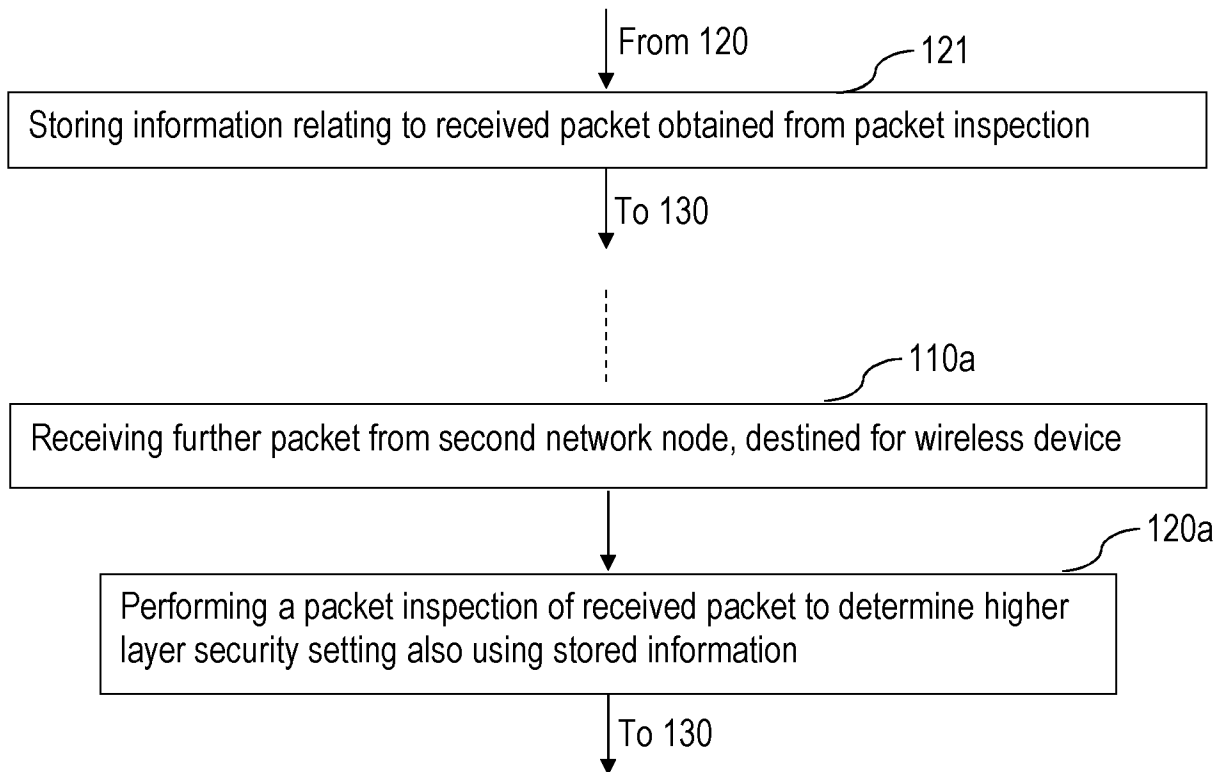 From 120
121
Storing information relating to received packet obtained from packet inspection
To 130
110a
Receiving further packet from second network node, destined for wireless device
120a
Performing a packet inspection of received packet to determine higher
layer security setting also using stored information
To 130